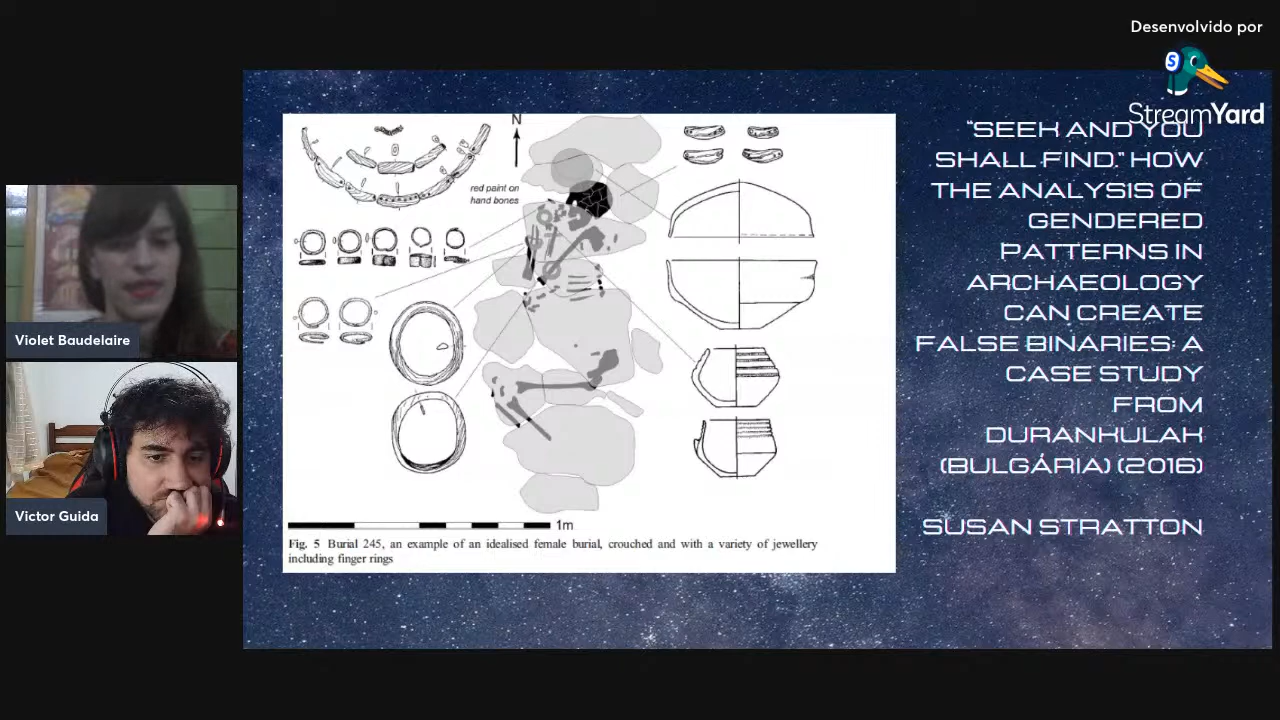 Desenvolvido por
StreamYard
Violet Baudelaire
Victor Guida
N
red paint on
hand bones
1m
Fig. 5 Burial 245, an example of an idealised female burial, crouched and with a variety of jewellery
including finger rings
“SEEK AND YOU
SHALL FIND.” HOW
THE ANALYSIS OF
GENDERED
PATTERNS IN
ARCHAEOLOGY
CAN CREATE
FALSE BINARIES: A
CASE STUDY
FROM
DURANKULAK
(BULGÁRIA) (2016)
SUSAN STRATTON